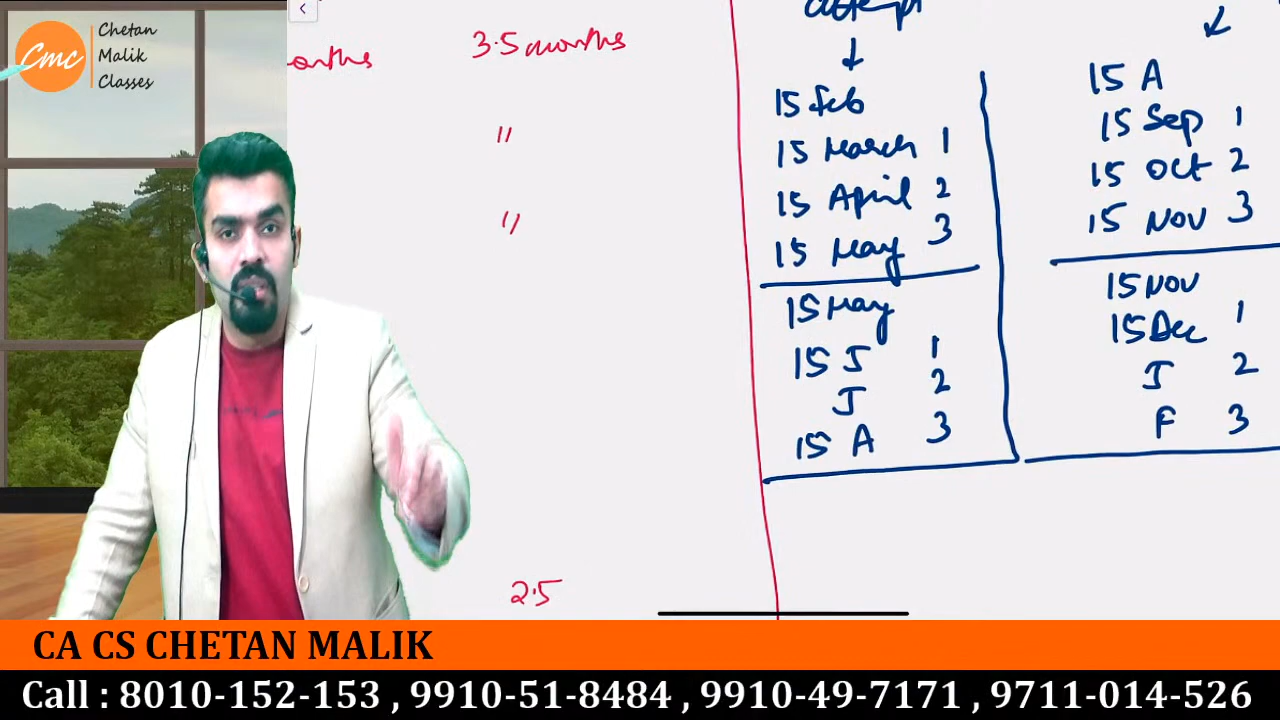 Cmc
Chetan
Malik
Classes
onths
3.5 months
"
"
2.5
attempt
15 Feb
15 March 1
15 April 2
15 May 3
15 May
15 J 1
J 2
15 A 3
15 A
15 Sep 1
15 Oct 2
15 Nov 3
15 Nov
15 Dec 1
J 2
F 3
CA CS CHETAN MALIK
Call : 8010-152-153 , 9910-51-8484 , 9910-49-7171 , 9711-014-526